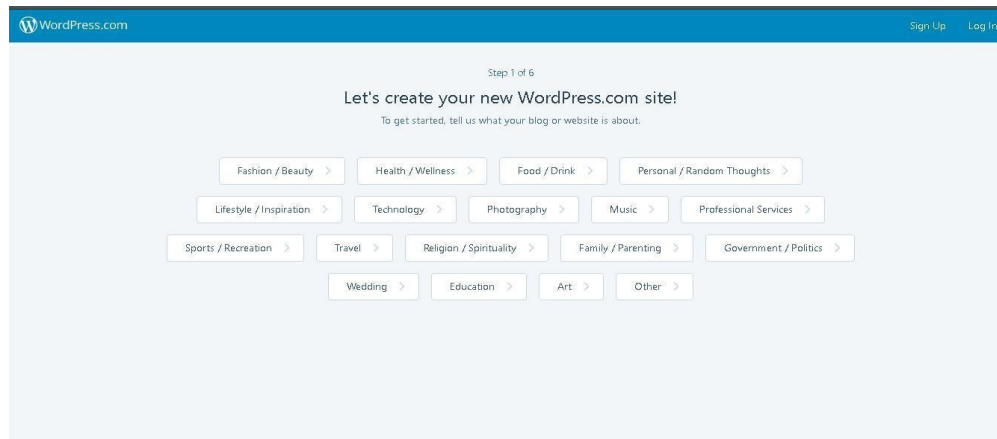 WordPress.com Sign Up Log In
Step 1 of 6
Let's create your new WordPress.com site!
To get started, tell us what your blog or website is about.
Fashion / Beauty Health / Wellness Food / Drink Personal / Random Thoughts
Lifestyle / Inspiration Technology Photography Music Professional Services
Sports / Recreation Travel Religion / Spirituality Family / Parenting Government / Politics
Wedding Education Art Other